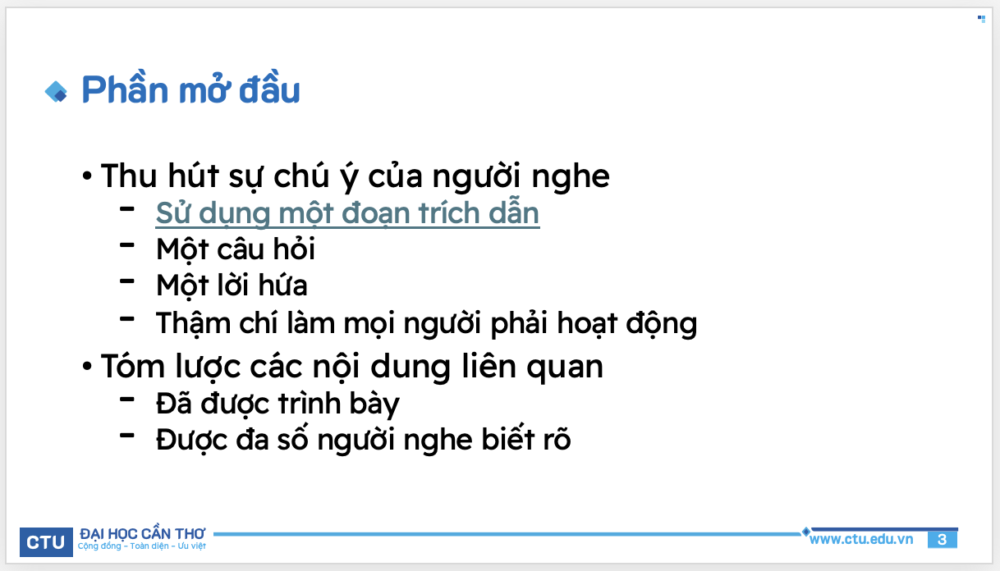 Phần mở đầu
• Thu hút sự chú ý của người nghe
- Sử dụng một đoạn trích dẫn
- Một câu hỏi
- Một lời hứa
- Thậm chí làm mọi người phải hoạt động
• Tóm lược các nội dung liên quan
- Đã được trình bày
- Được đa số người nghe biết rõ
CTU
ĐẠI HỌC CẦN THƠ
Cộng đồng – Toàn diện – Ưu việt
www.ctu.edu.vn
3